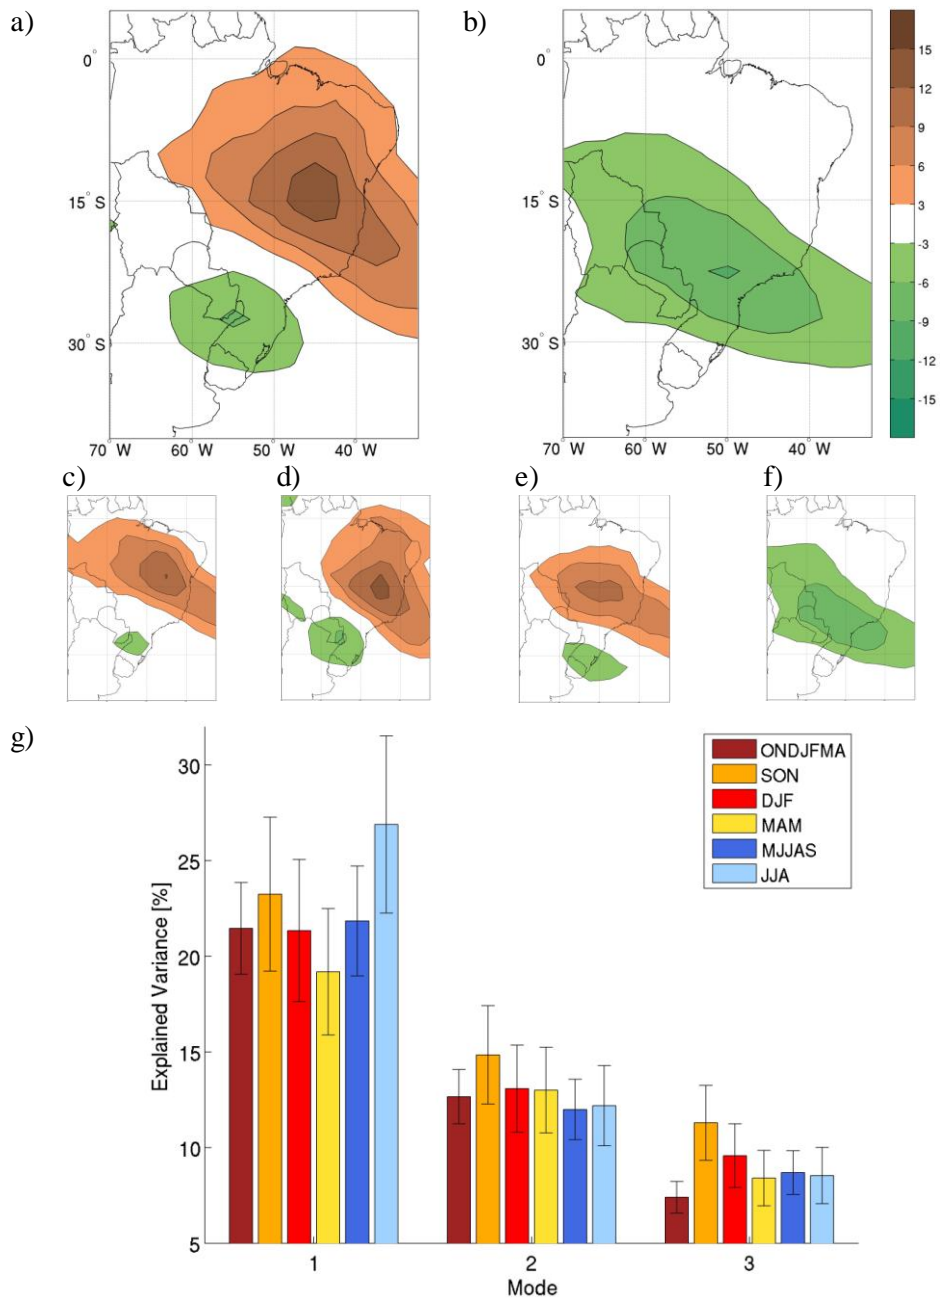 a)
b)
0°
15° S
30° S
70° W
60° W
50° W
40° W
0°
15° S
30° S
70° W
60° W
50° W
40° W
15
12
9
6
3
-3
-6
-9
-12
-15
c)
d)
e)
f)
g)
Explained Variance [%]
30
25
20
15
10
5
1
2
3
Mode
ONDJFMA
SON
DJF
MAM
MJJAS
JJA